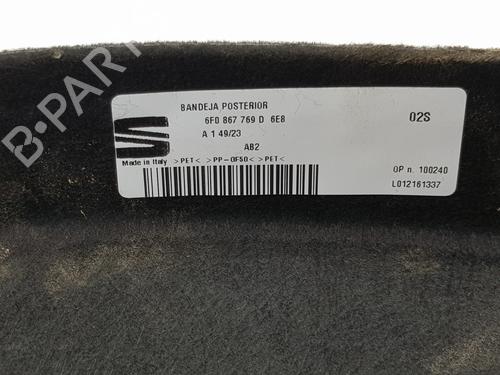 BANDEJA POSTERIOR
6F0 867 769 D 6E8
02S
A 1 49/23
AB2
Made in Italy >PET< >PP-GF50< >PET<
OP n. 100240
L012161337
B-PARTS